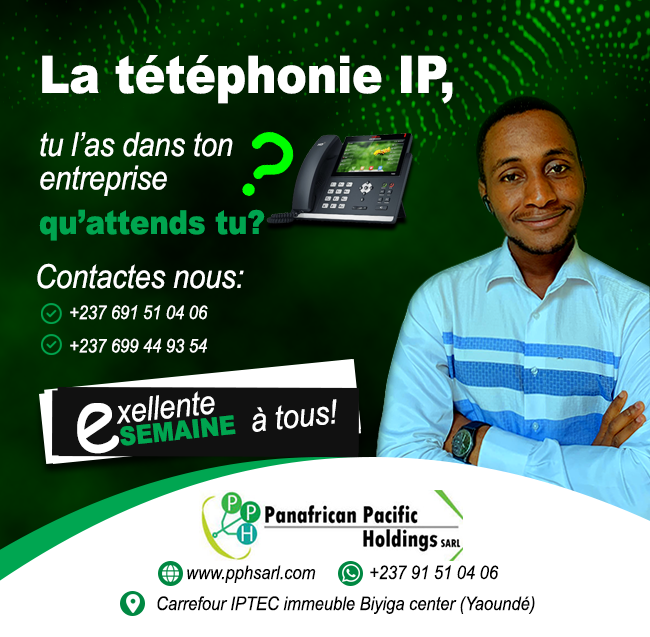 La tétéphonie IP,
tu l'as dans ton
entreprise
?
qu'attends tu?
Contactes nous:
+237 691 51 04 06
+237 699 44 93 54
exellente
SEMAINE à tous!
PPH
Panafrican Pacific
Holdings SARL
www.pphsarl.com +237 91 51 04 06
Carrefour IPTEC immeuble Biyiga center (Yaoundé)